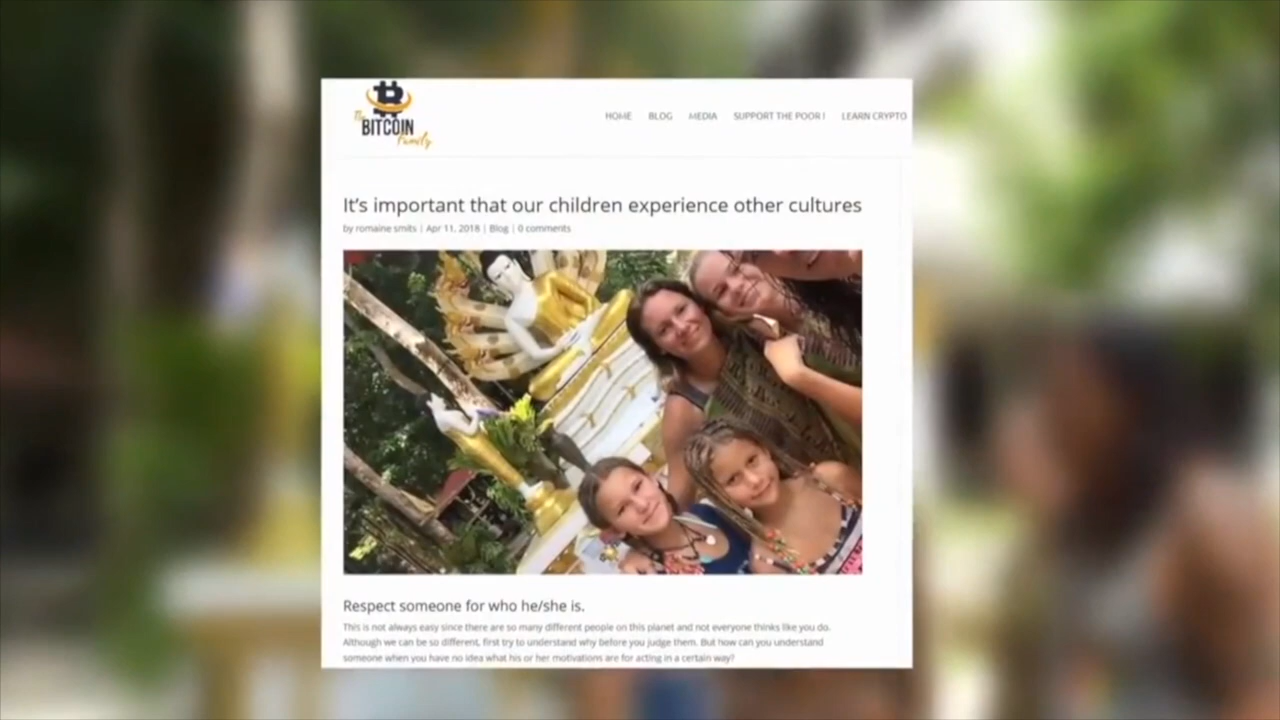 The
BITCOIN
Family
HOME BLOG MEDIA SUPPORT THE POOR! LEARN CRYPTO
It's important that our children experience other cultures
by romaine smits | Apr 11, 2018 | Blog | 0 comments
Respect someone for who he/she is.
This is not always easy since there are so many different people on this planet and not everyone thinks like you do.
Although we can be so different, first try to understand why before you judge them. But how can you understand
someone when you have no idea what his or her motivations are for acting in a certain way?